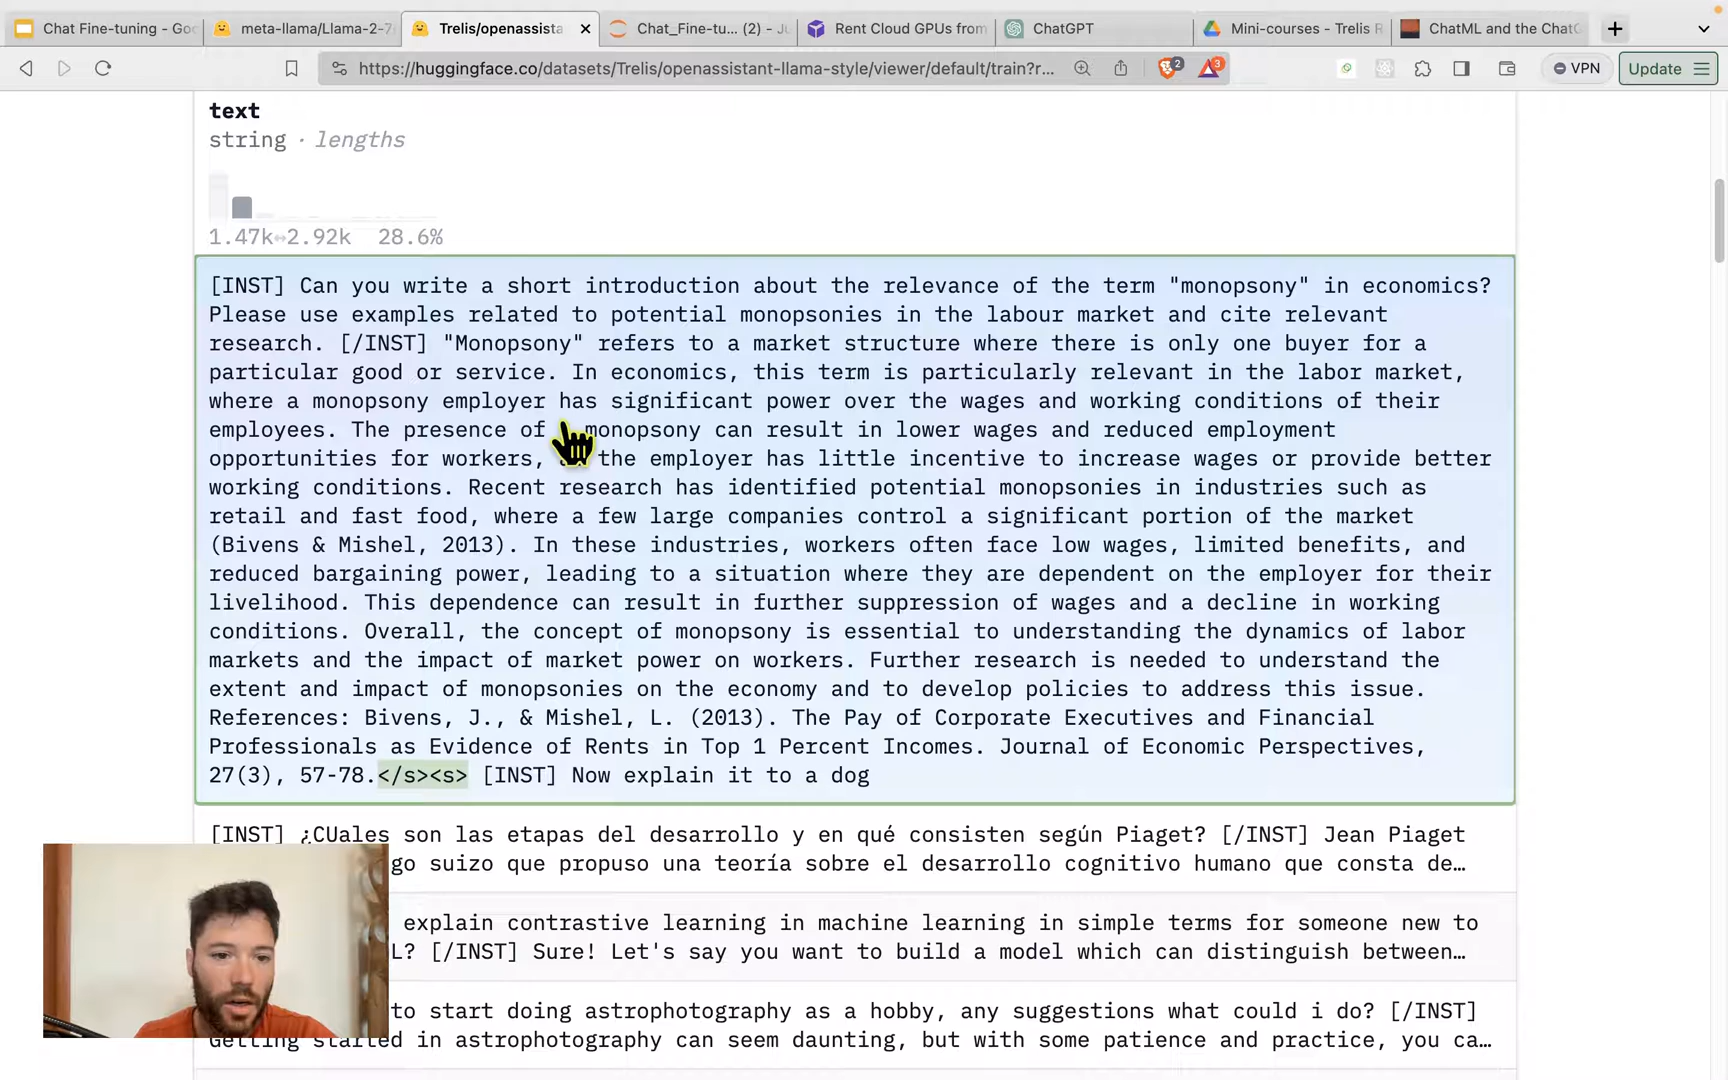 Chat Fine-tuning - Goo
meta-llama/Llama-2-7
Trelis/openassista
Chat_Fine-tu... (2) - Ju
Rent Cloud GPUs from
ChatGPT
Mini-courses - Trelis R
ChatML and the ChatG
https://huggingface.co/datasets/Trelis/openassistant-llama-style/viewer/default/train?r...
2
3
VPN
Update
text
string · lengths
1.47k↔2.92k 28.6%
[INST] Can you write a short introduction about the relevance of the term "monopsony" in economics?
Please use examples related to potential monopsonies in the labour market and cite relevant
research. [/INST] "Monopsony" refers to a market structure where there is only one buyer for a
particular good or service. In economics, this term is particularly relevant in the labor market,
where a monopsony employer has significant power over the wages and working conditions of their
employees. The presence of monopsony can result in lower wages and reduced employment
opportunities for workers, the employer has little incentive to increase wages or provide better
working conditions. Recent research has identified potential monopsonies in industries such as
retail and fast food, where a few large companies control a significant portion of the market
(Bivens & Mishel, 2013). In these industries, workers often face low wages, limited benefits, and
reduced bargaining power, leading to a situation where they are dependent on the employer for their
livelihood. This dependence can result in further suppression of wages and a decline in working
conditions. Overall, the concept of monopsony is essential to understanding the dynamics of labor
markets and the impact of market power on workers. Further research is needed to understand the
extent and impact of monopsonies on the economy and to develop policies to address this issue.
References: Bivens, J., & Mishel, L. (2013). The Pay of Corporate Executives and Financial
Professionals as Evidence of Rents in Top 1 Percent Incomes. Journal of Economic Perspectives,
27(3), 57-78.</s><s> [INST] Now explain it to a dog
[INST] ¿CUales son las etapas del desarrollo y en qué consisten según Piaget? [/INST] Jean Piaget
go suizo que propuso una teoría sobre el desarrollo cognitivo humano que consta de…
explain contrastive learning in machine learning in simple terms for someone new to
L? [/INST] Sure! Let's say you want to build a model which can distinguish between…
to start doing astrophotography as a hobby, any suggestions what could i do? [/INST]
Getting started in astrophotography can seem daunting, but with some patience and practice, you ca…